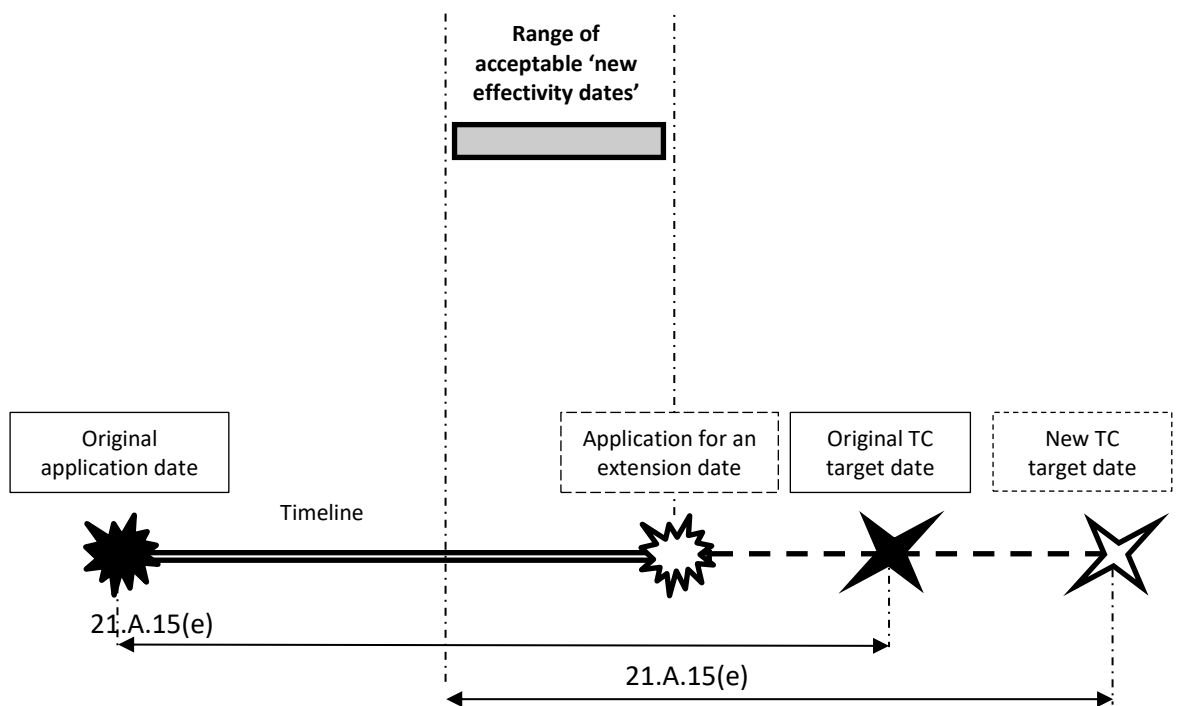 Range of
acceptable ‘new
effectivity dates’
Original
application date
Application for an
extension date
Original TC
target date
New TC
target date
Timeline
21.A.15(e)
21.A.15(e)